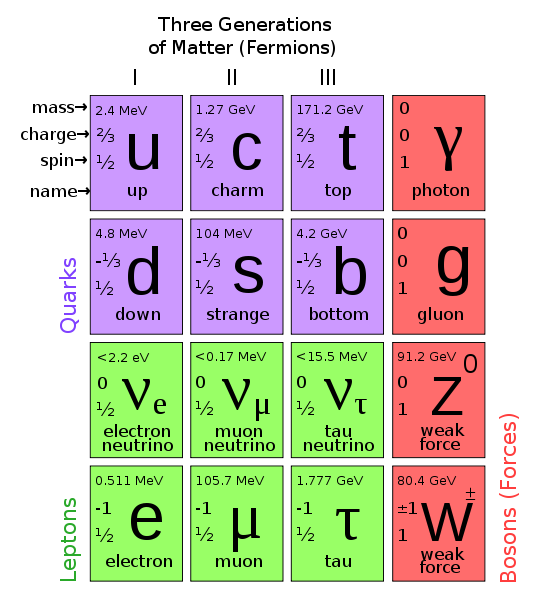 Three Generations
of Matter (Fermions)
I II III
mass→
charge→
spin→
name→
2.4 MeV
⅔
½
u
up
1.27 GeV
⅔
½
c
charm
171.2 GeV
⅔
½
t
top
0
0
1
γ
photon
Quarks
4.8 MeV
-⅓
½
d
down
104 MeV
-⅓
½
s
strange
4.2 GeV
-⅓
½
b
bottom
0
0
1
g
gluon
<2.2 eV
0
½
νe
electron
neutrino
<0.17 MeV
0
½
νμ
muon
neutrino
<15.5 MeV
0
½
ντ
tau
neutrino
91.2 GeV
0
1
Z0
weak
force
Leptons
0.511 MeV
-1
½
e
electron
105.7 MeV
-1
½
μ
muon
1.777 GeV
-1
½
τ
tau
80.4 GeV
±1
1
W±
weak
force
Bosons (Forces)